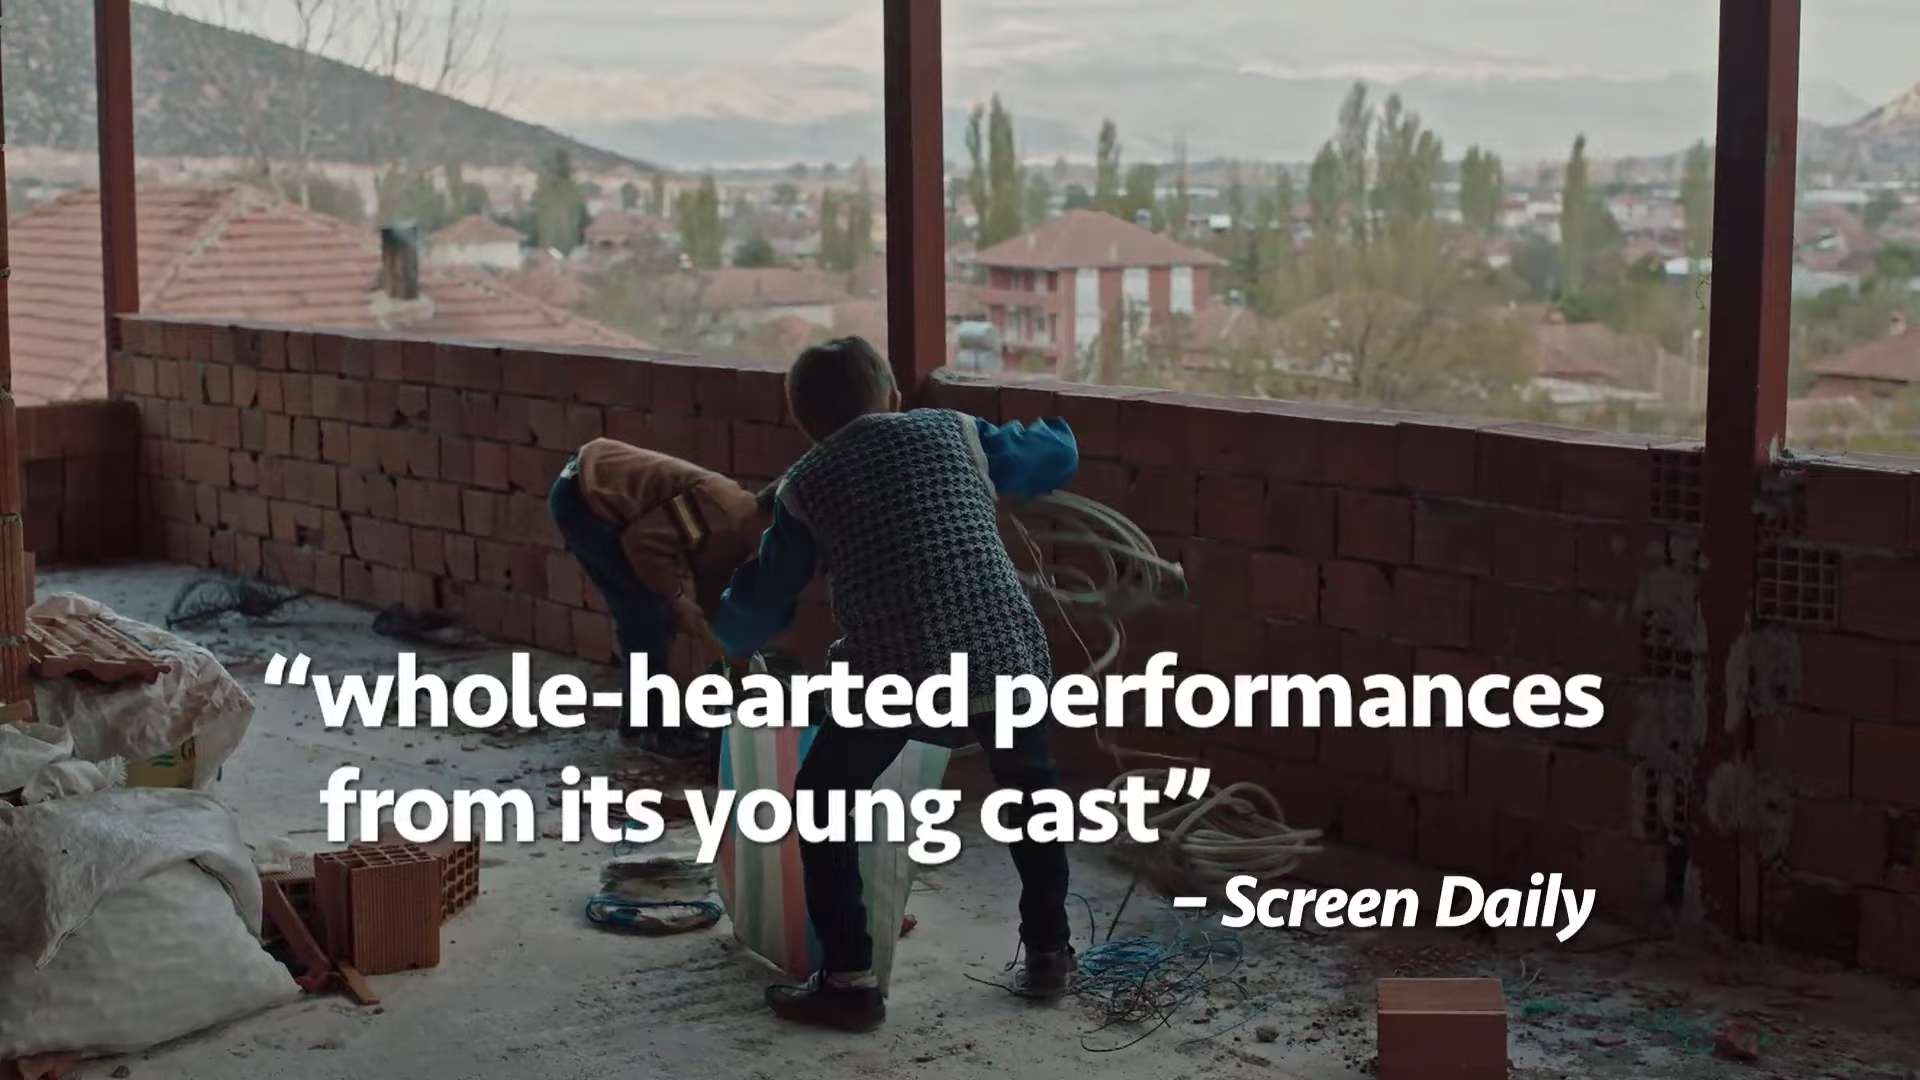 “whole-hearted performances
from its young cast”
– Screen Daily